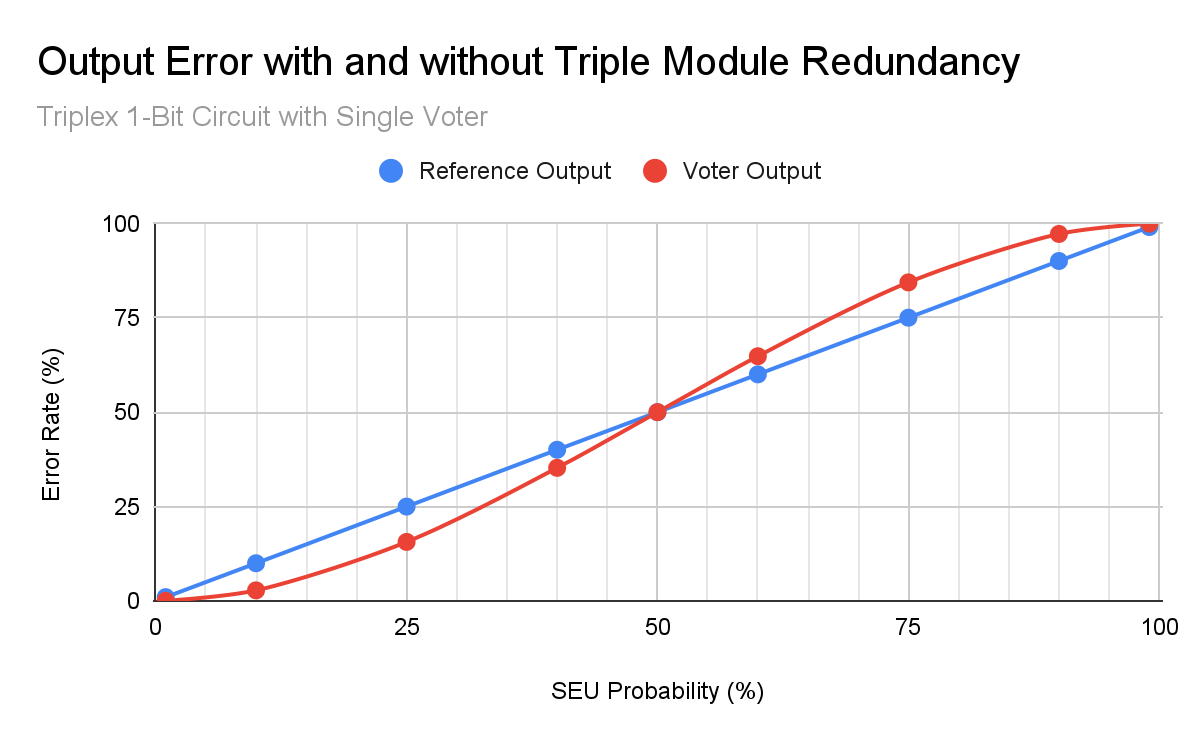 Output Error with and without Triple Module Redundancy
Triplex 1-Bit Circuit with Single Voter
Reference Output Voter Output
100
75
50
25
0
Error Rate (%)
0 25 50 75 100
SEU Probability (%)